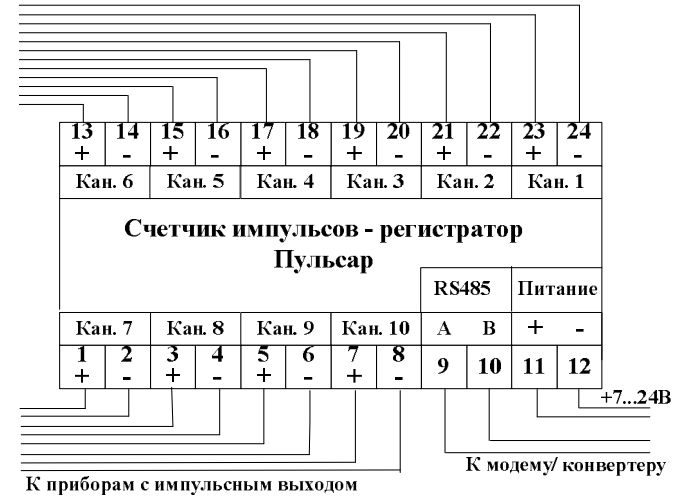 13 14 15 16 17 18 19 20 21 22 23 24
+ - + - + - + - + - + -
Кан. 6 Кан. 5 Кан. 4 Кан. 3 Кан. 2 Кан. 1
Счетчик импульсов - регистратор
Пульсар
RS485 Питание
Кан. 7 Кан. 8 Кан. 9 Кан. 10 А В + -
1 2 3 4 5 6 7 8 9 10 11 12
+ - + - + - + -
+7...24В
К модему/ конвертеру
К приборам с импульсным выходом